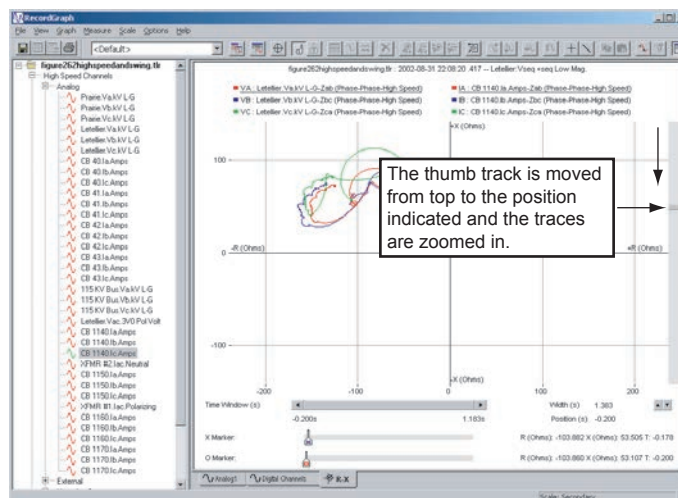 RecordGraph
File View Graph Measure Scale Options Help
<Default>
figure262highspeedandswing.tlr
High Speed Channels
Analog
Prairie.Va.kV L-G
Prairie.Vb.kV L-G
Prairie.Vc.kV L-G
Letellier.Va.kV L-G
Letellier.Vb.kV L-G
Letellier.Vc.kV L-G
CB 40.Ia.Amps
CB 40.Ib.Amps
CB 40.Ic.Amps
CB 41.Ia.Amps
CB 41.Ib.Amps
CB 41.Ic.Amps
CB 42.Ia.Amps
CB 42.Ib.Amps
CB 42.Ic.Amps
CB 43.Ia.Amps
CB 43.Ib.Amps
CB 43.Ic.Amps
115 KV Bus.Va.kV L-G
115 KV Bus.Vb.kV L-G
115 KV Bus.Vc.kV L-G
Letellier.Vac.3V0 Pol Volt
CB 1140.Ia.Amps
CB 1140.Ib.Amps
CB 1140.Ic.Amps
XFMR #2.Iac.Neutral
CB 1150.Ia.Amps
CB 1150.Ib.Amps
CB 1150.Ic.Amps
XFMR #1.Iac.Polarizing
CB 1160.Ia.Amps
CB 1160.Ib.Amps
CB 1160.Ic.Amps
CB 1170.Ia.Amps
CB 1170.Ib.Amps
CB 1170.Ic.Amps
External
figure262highspeedandswing.tlr : 2002-08-31 22:08:20 .417 -- Letellier:Vseq +seq Low Mag.
VA : Letellier.Va.kV L-G-Zab (Phase-Phase-High Speed)
IA : CB 1140.Ia.Amps-Zab (Phase-Phase-High Speed)
VB : Letellier.Vb.kV L-G-Zbc (Phase-Phase-High Speed)
IB : CB 1140.Ib.Amps-Zbc (Phase-Phase-High Speed)
VC : Letellier.Vc.kV L-G-Zca (Phase-Phase-High Speed)
IC : CB 1140.Ic.Amps-Zca (Phase-Phase-High Speed)
+X (Ohms)
100
The thumb track is moved
from top to the position
indicated and the traces
are zoomed in.
-R (Ohms)
+R (Ohms)
0
-100
-X (Ohms)
-200 -100 0 100 200
Time Window (s)
Width (s) 1.383
-0.200s 1.183s
Position (s) -0.200
X Marker:
R (Ohms): -103.882 X (Ohms): 53.505 T: -0.178
O Marker:
R (Ohms): -103.860 X (Ohms): 53.107 T: -0.200
Analog1 Digital Channels R-X
Scale: Secondary